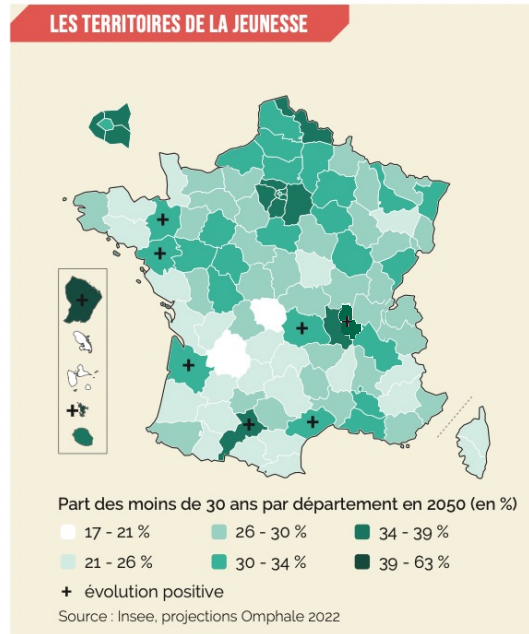 LES TERRITOIRES DE LA JEUNESSE
Part des moins de 30 ans par département en 2050 (en %)
17 - 21 %
26 - 30 %
34 - 39 %
21 - 26 %
30 - 34 %
39 - 63 %
+ évolution positive
Source : Insee, projections Omphale 2022